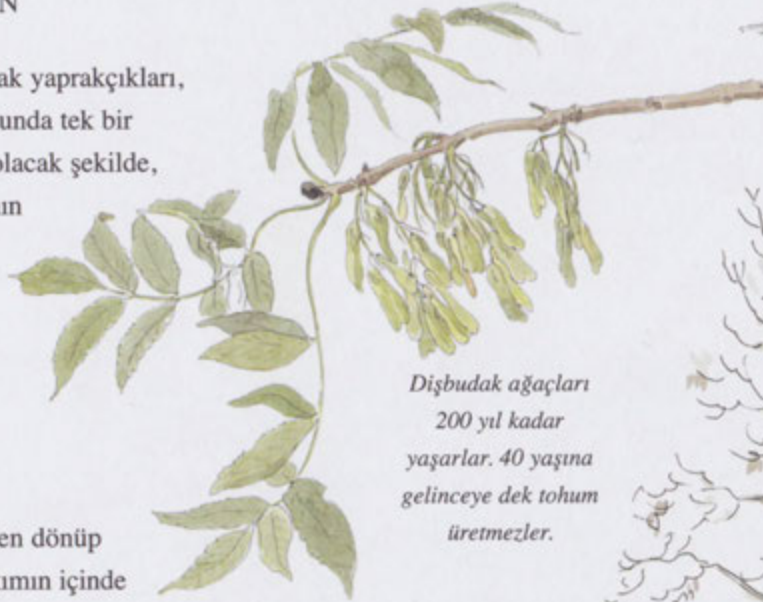 N
ak yaprakçıkları,
unda tek bir
olacak şekilde,
ın
Dişbudak ağaçları
200 yıl kadar
yaşarlar. 40 yaşına
gelinceye dek tohum
üretmezler.
en dönüp
ımın içinde